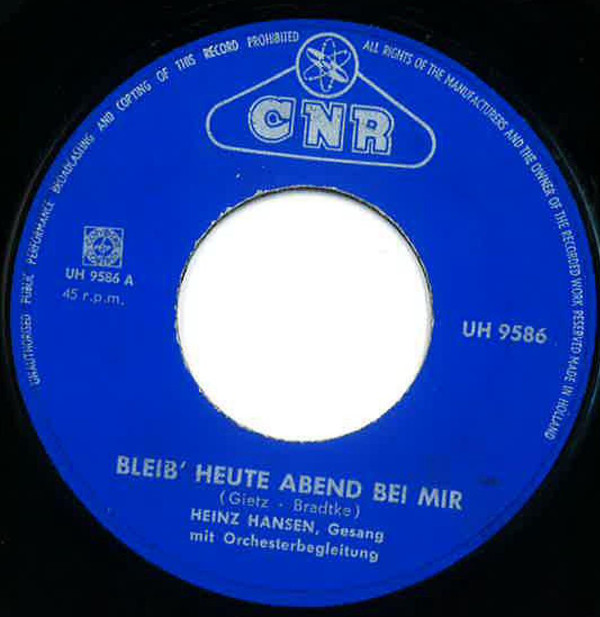 UNAUTHORISED PUBLIC PERFORMANCE BROADCASTING AND COPYING OF THIS RECORD PROHIBITED
ALL RIGHTS OF THE MANUFACTURERS AND THE OWNER OF THE RECORDED WORK RESERVED MADE IN HOLLAND
CNR
UH 9586 A
45 r.p.m.
UH 9586
BLEIB' HEUTE ABEND BEI MIR
(Gietz - Bradtke)
HEINZ HANSEN, Gesang
mit Orchesterbegleitung